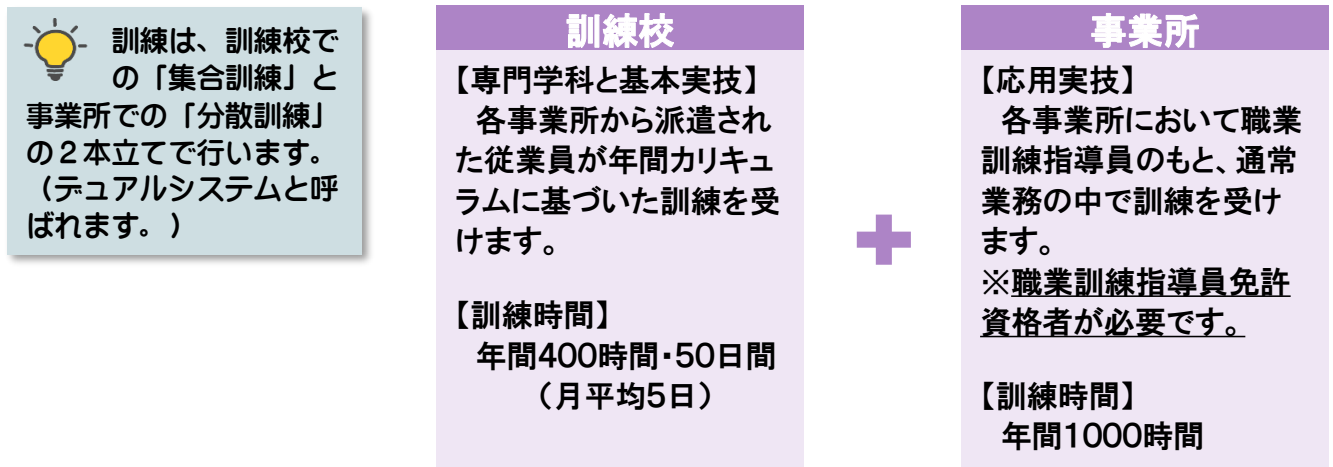 訓練は、訓練校で
の「集合訓練」と
事業所での「分散訓練」
の２本立てで行います。
（デュアルシステムと呼
ばれます。）
訓練校
【専門学科と基本実技】
各事業所から派遣され
た従業員が年間カリキュ
ラムに基づいた訓練を受
けます。
【訓練時間】
年間400時間・50日間
（月平均5日）
事業所
【応用実技】
各事業所において職業
訓練指導員のもと、通常
業務の中で訓練を受け
ます。
※職業訓練指導員免許
資格者が必要です。
【訓練時間】
年間1000時間